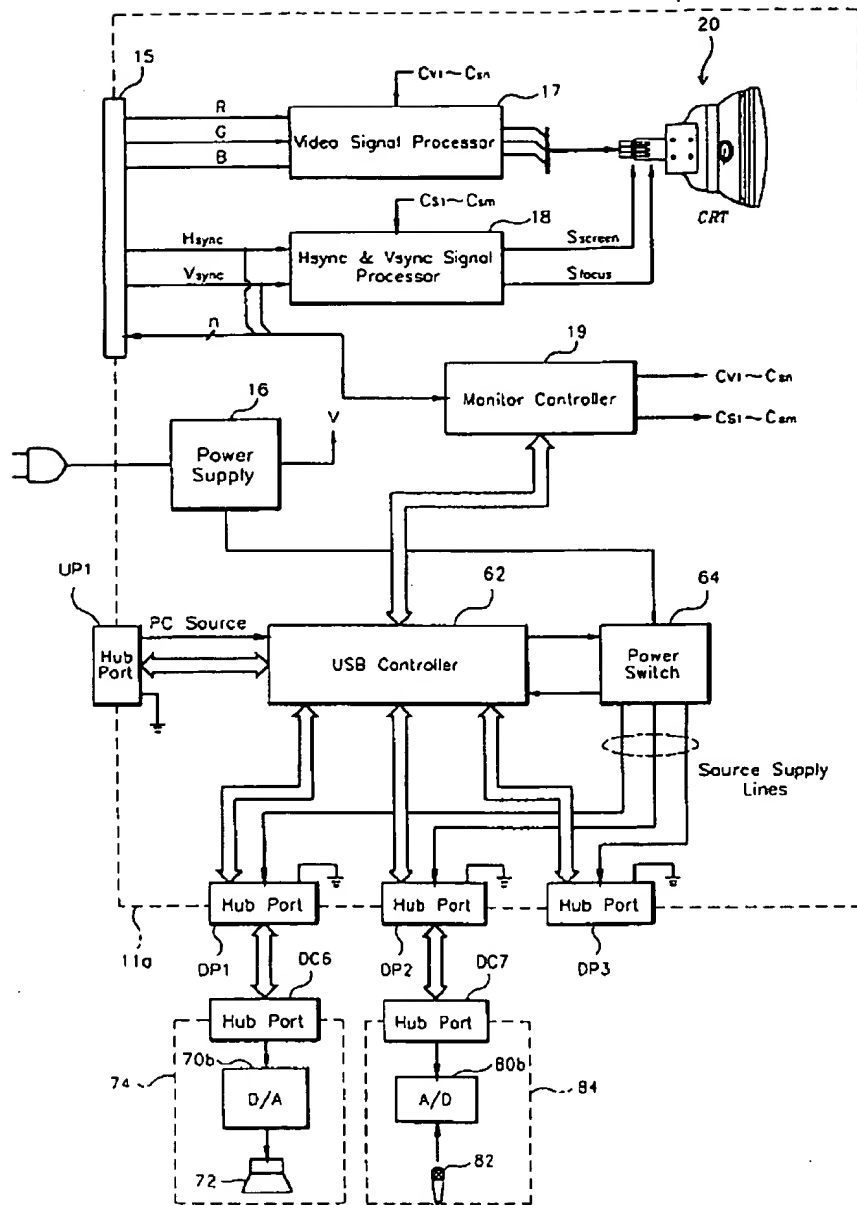 20
15
Cv1~Csn
17
R
G
B
Video Signal Processor
CRT
Cs1~Csm
18
Hsync
Vsync
Hsync & Vsync Signal
Processor
Sscreen
Sfocus
n
19
Monitor Controller
Cv1~Csn
Cs1~Csm
16
V
Power
Supply
UP1
62
64
PC Source
Hub
Port
USB Controller
Power
Switch
Source Supply
Lines
Hub Port
Hub Port
Hub Port
11a
DP1
DP2
DP3
DC6
DC7
Hub Port
Hub Port
74
70b
80b
84
D/A
A/D
72
82